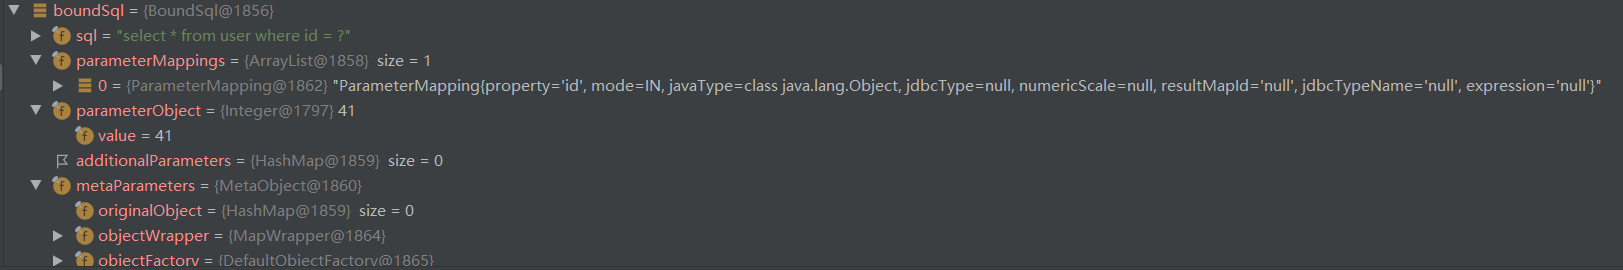 boundSql = {BoundSql@1856}
sql = "select * from user where id = ?"
parameterMappings = {ArrayList@1858} size = 1
0 = {ParameterMapping@1862} "ParameterMapping{property='id', mode=IN, javaType=class java.lang.Object, jdbcType=null, numericScale=null, resultMapId='null', jdbcTypeName='null', expression='null'}"
parameterObject = {Integer@1797} 41
value = 41
additionalParameters = {HashMap@1859} size = 0
metaParameters = {MetaObject@1860}
originalObject = {HashMap@1859} size = 0
objectWrapper = {MapWrapper@1864}
objectFactory = {DefaultObjectFactory@1865}